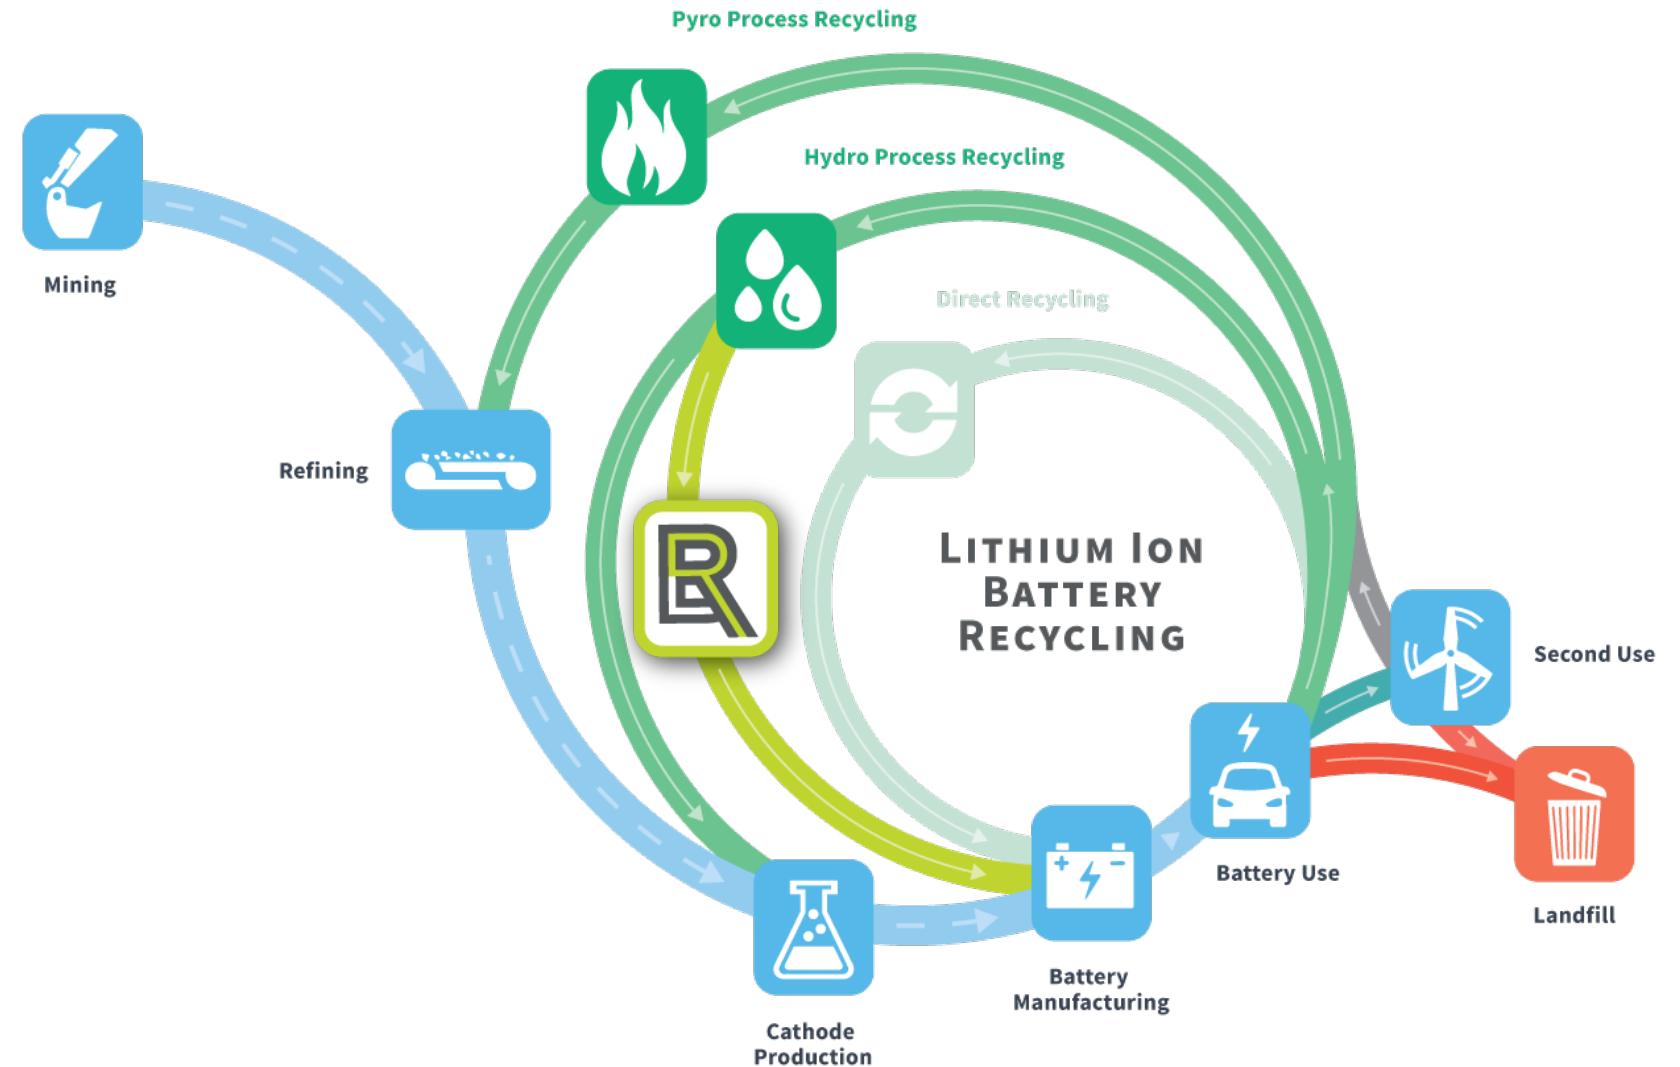 Pyro Process Recycling
Hydro Process Recycling
Mining
Direct Recycling
Refining
LITHIUM ION
BATTERY
RECYCLING
Second Use
Battery Use
Landfill
Battery
Manufacturing
Cathode
Production